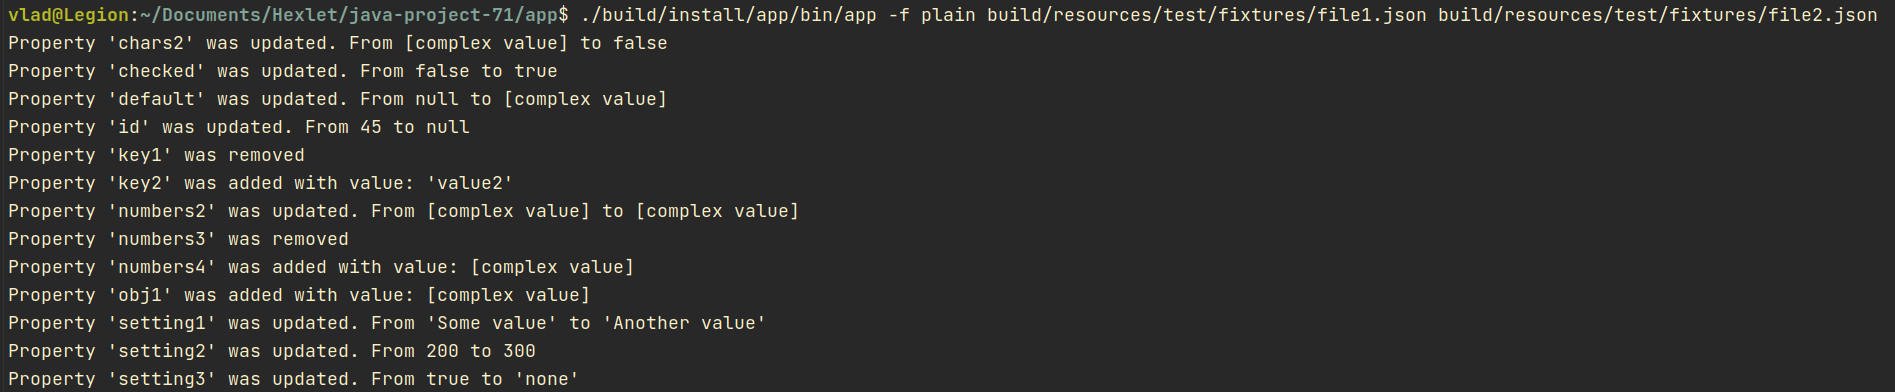 vlad@Legion:~/Documents/Hexlet/java-project-71/app$ ./build/install/app/bin/app -f plain build/resources/test/fixtures/file1.json build/resources/test/fixtures/file2.json
Property 'chars2' was updated. From [complex value] to false
Property 'checked' was updated. From false to true
Property 'default' was updated. From null to [complex value]
Property 'id' was updated. From 45 to null
Property 'key1' was removed
Property 'key2' was added with value: 'value2'
Property 'numbers2' was updated. From [complex value] to [complex value]
Property 'numbers3' was removed
Property 'numbers4' was added with value: [complex value]
Property 'obj1' was added with value: [complex value]
Property 'setting1' was updated. From 'Some value' to 'Another value'
Property 'setting2' was updated. From 200 to 300
Property 'setting3' was updated. From true to 'none'